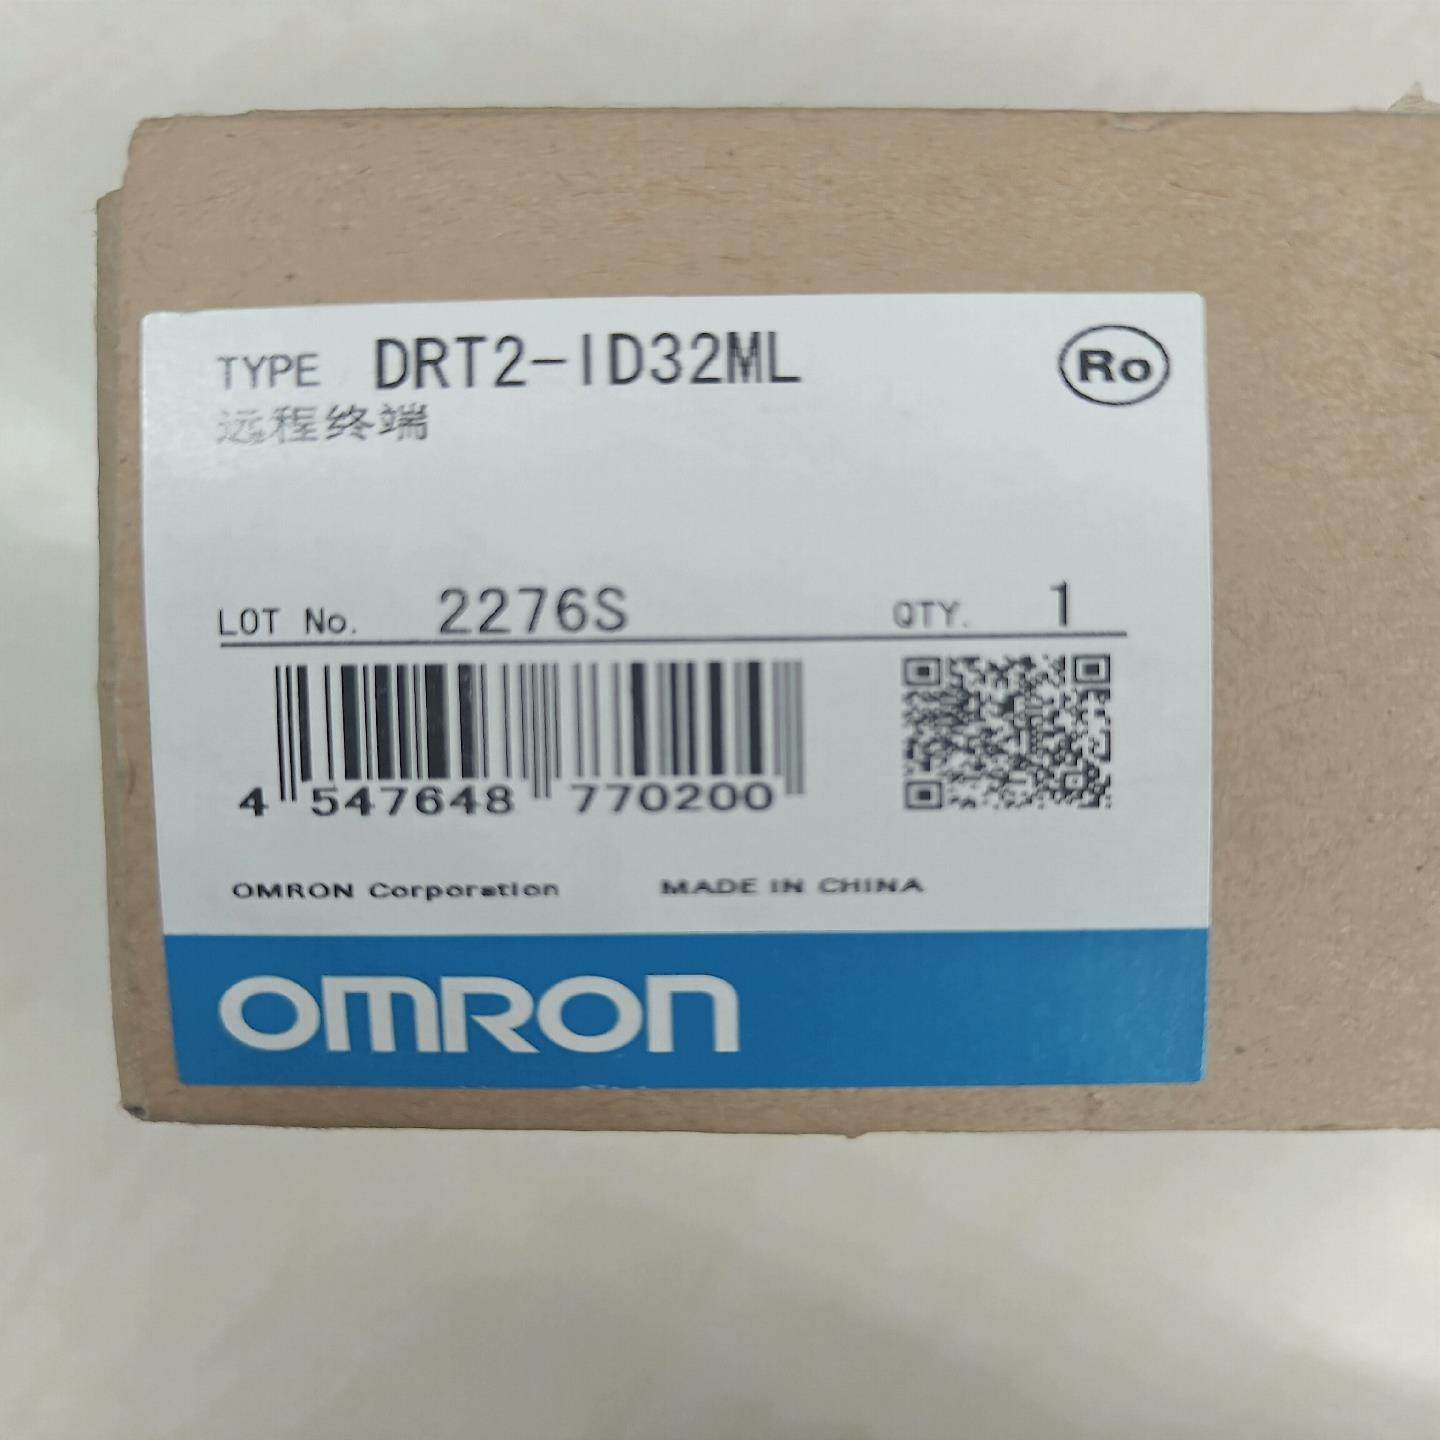 TYPE DRT2-ID32ML Ro
远程终端
LOT No. 2276S QTY. 1
4 547648 770200
OMRON Corporation MADE IN CHINA
OMRON